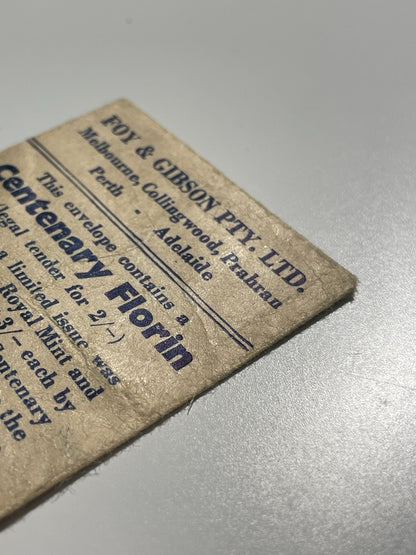 FOY & GIBSON PTY. LTD.
Melbourne, Collingwood, Prahran
Perth - Adelaide
This envelope contains a
Centenary Florin
legal tender for 2/-)
a limited issue was
Royal Mint and
3/- each by
Centenary
the